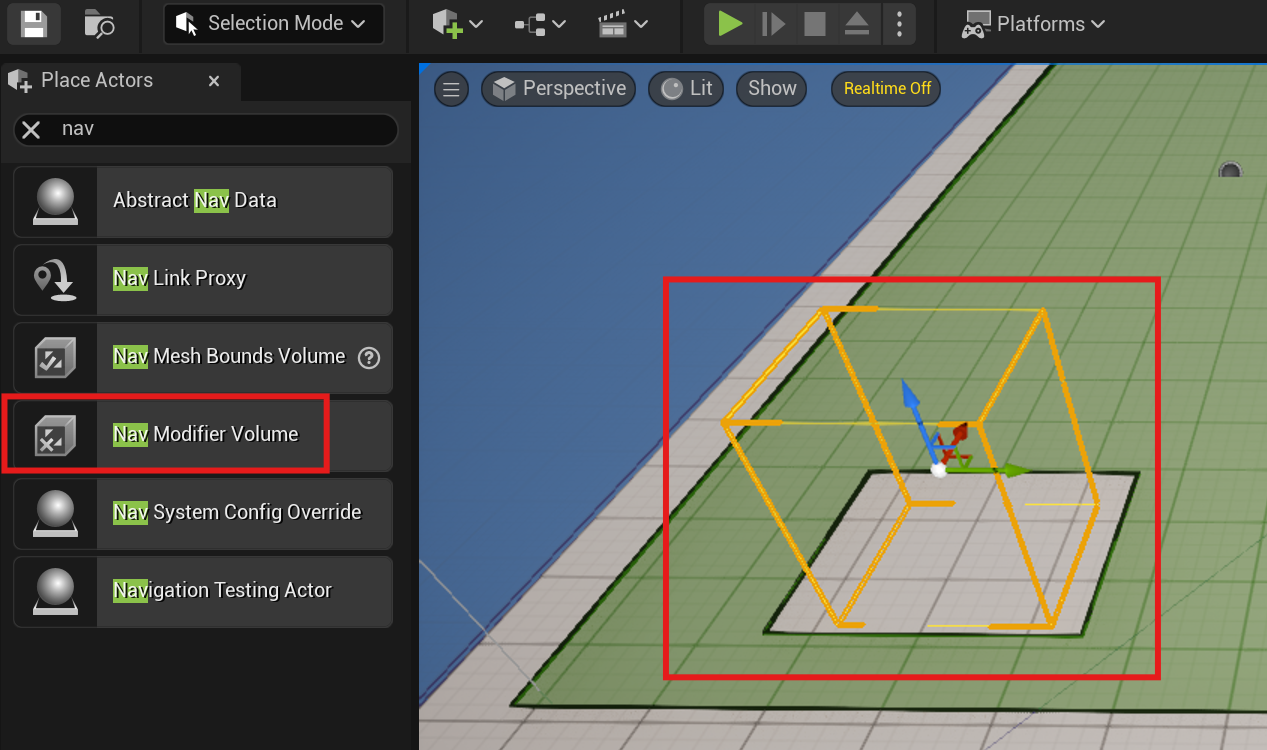 Selection Mode
Platforms
Place Actors
nav
Perspective
Lit
Show
Realtime Off
Abstract Nav Data
Nav Link Proxy
Nav Mesh Bounds Volume ?
Nav Modifier Volume
Nav System Config Override
Navigation Testing Actor